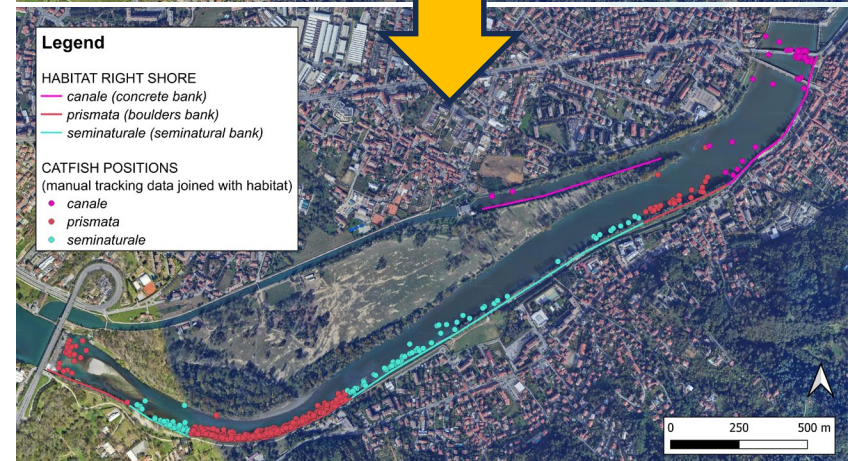 Legend
HABITAT RIGHT SHORE
canale (concrete bank)
prismata (boulders bank)
seminaturale (seminatural bank)
CATFISH POSITIONS
(manual tracking data joined with habitat)
canale
prismata
seminaturale
0 250 500 m